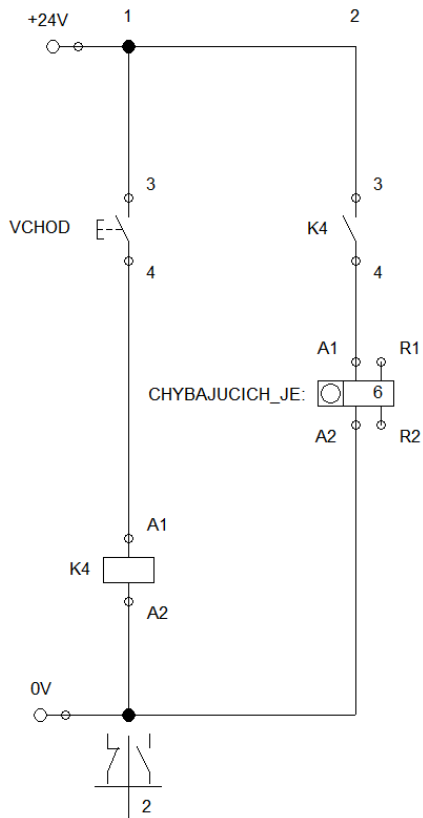 1 2
+24V
3 3
VCHOD K4
4 4
A1 R1
CHYBAJUCICH_JE: 6
A2 R2
A1
K4
A2
0V
2